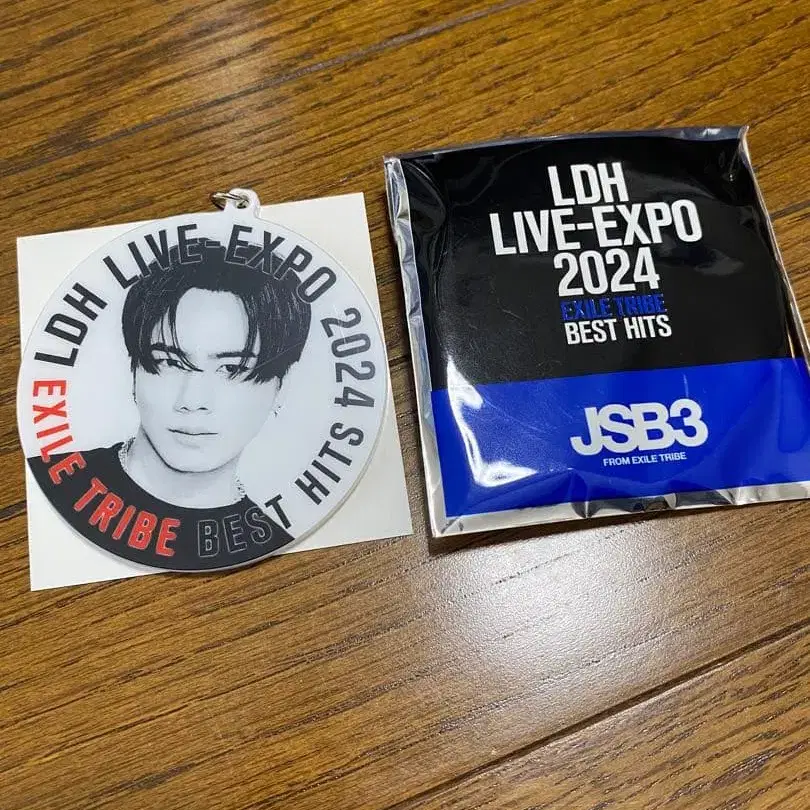 LDH LIVE-EXPO 2024
EXILE TRIBE BEST HITS
LDH
LIVE-EXPO
2024
EXILE TRIBE
BEST HITS
JSB3
FROM EXILE TRIBE